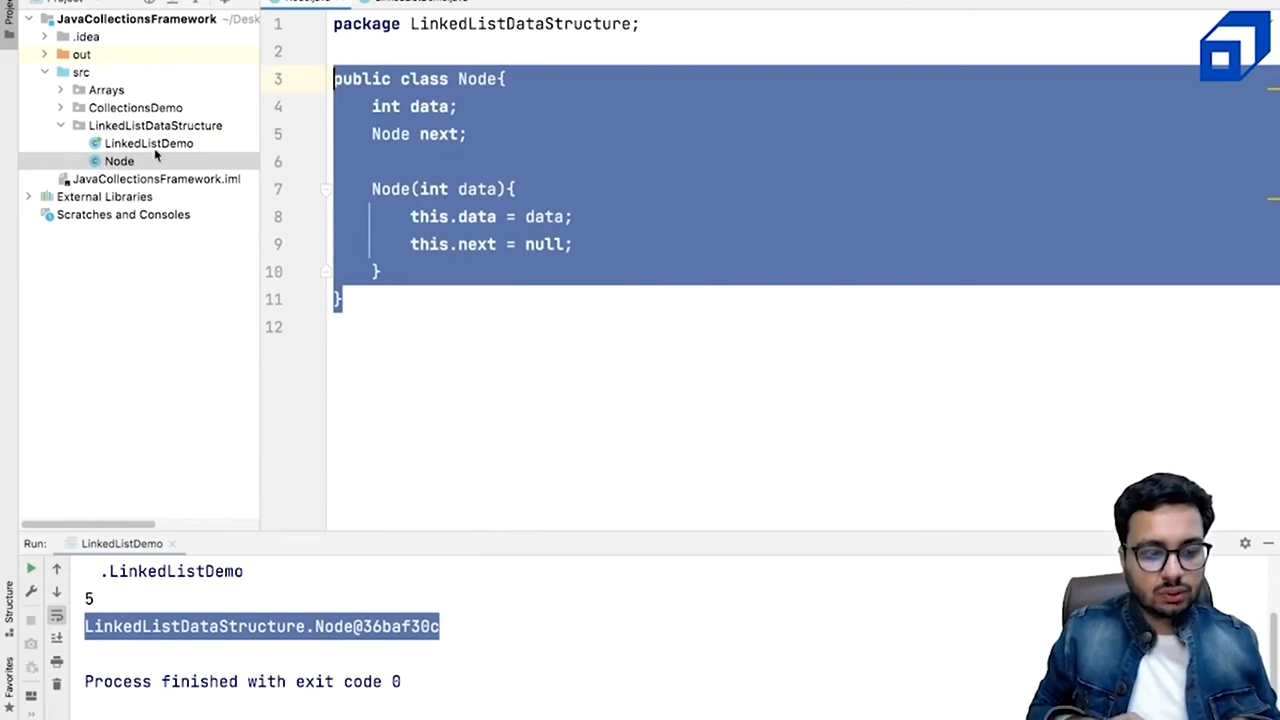 JavaCollectionsFramework ~/Desk
.idea
out
src
Arrays
CollectionsDemo
LinkedListDataStructure
LinkedListDemo
Node
JavaCollectionsFramework.iml
External Libraries
Scratches and Consoles
1 package LinkedListDataStructure;
2
3 public class Node{
4 int data;
5 Node next;
6
7 Node(int data){
8 this.data = data;
9 this.next = null;
10 }
11 }
12
Run: LinkedListDemo
.LinkedListDemo
5
LinkedListDataStructure.Node@36baf30c
Process finished with exit code 0
Structure
Favorites